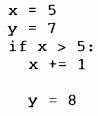 x = 5
y = 7
if x > 5:
  x += 1

  y = 8